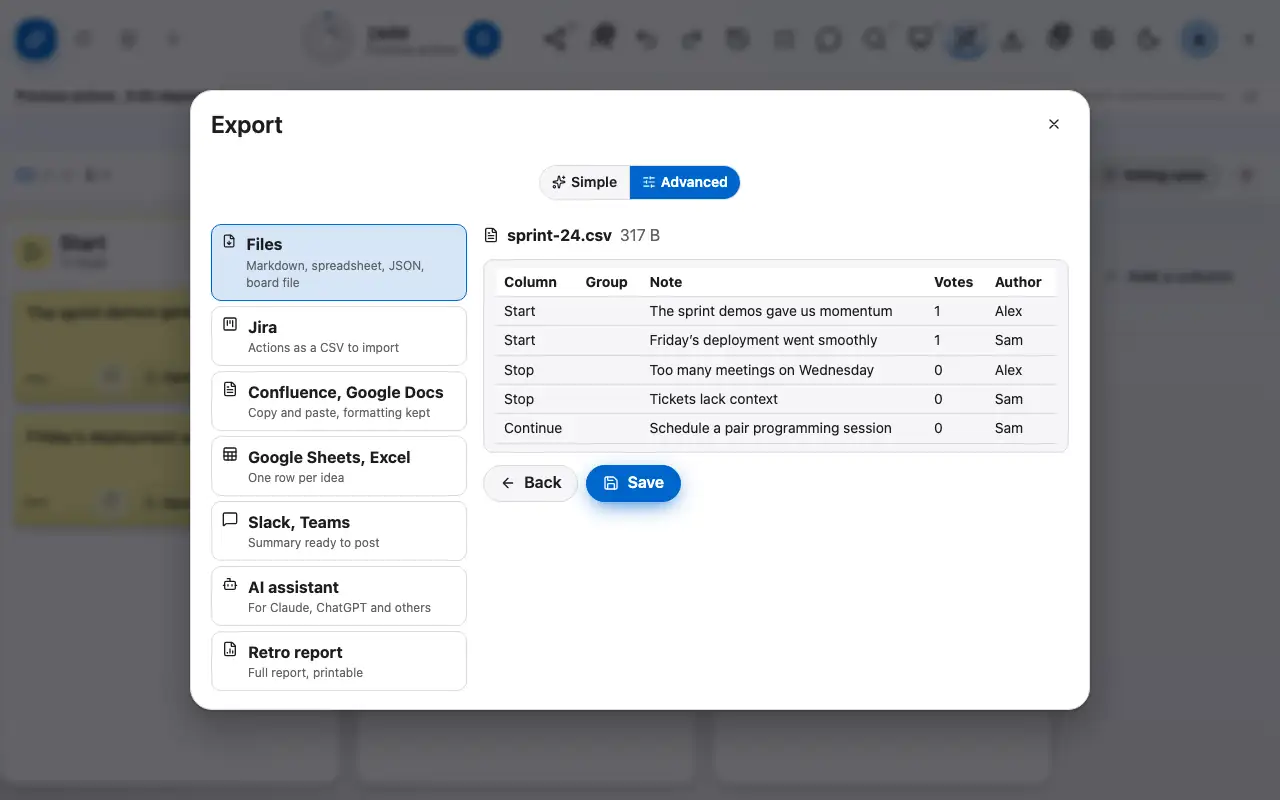 Export
Simple
Advanced
Files
Markdown, spreadsheet, JSON,
board file
Jira
Actions as a CSV to import
Confluence, Google Docs
Copy and paste, formatting kept
Google Sheets, Excel
One row per idea
Slack, Teams
Summary ready to post
AI assistant
For Claude, ChatGPT and others
Retro report
Full report, printable
sprint-24.csv 317 B
Column Group Note Votes Author
Start The sprint demos gave us momentum 1 Alex
Start Friday’s deployment went smoothly 1 Sam
Stop Too many meetings on Wednesday 0 Alex
Stop Tickets lack context 0 Sam
Continue Schedule a pair programming session 0 Sam
Back
Save
Start